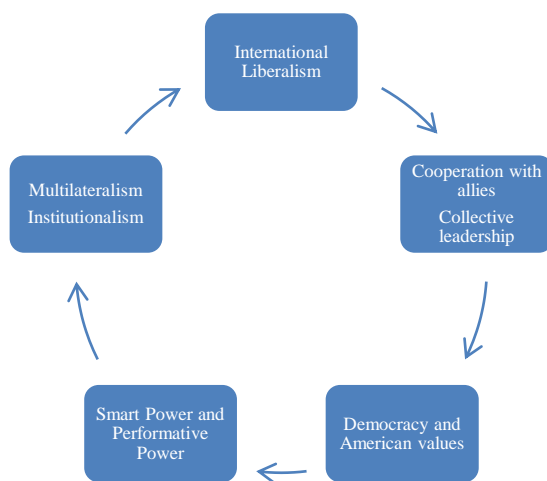 International
Liberalism
Cooperation with
allies
Collective
leadership
Democracy and
American values
Smart Power and
Performative
Power
Multilateralism
Institutionalism